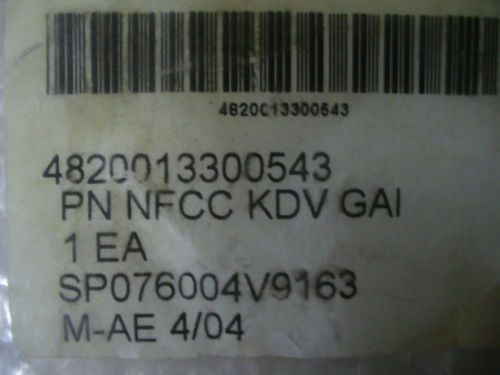 4820013300543
4820013300543
PN NFCC KDV GAI
1 EA
SP076004V9163
M-AE 4/04